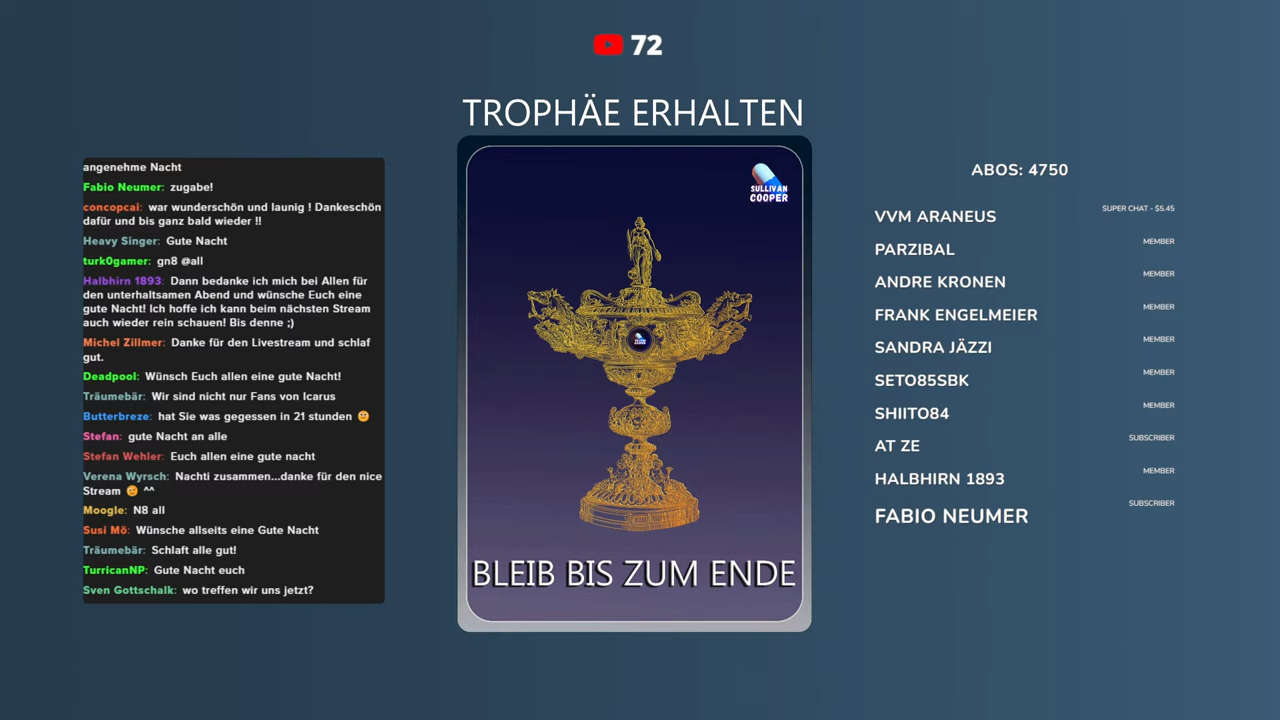 72
TROPHÄE ERHALTEN
angenehme Nacht
Fabio Neumer: zugabe!
concopcai: war wunderschön und launig ! Dankeschön
dafür und bis ganz bald wieder !!
Heavy Singer: Gute Nacht
turk0gamer: gn8 @all
Halbhirn 1893: Dann bedanke ich mich bei Allen für
den unterhaltsamen Abend und wünsche Euch eine
gute Nacht! Ich hoffe ich kann beim nächsten Stream
auch wieder rein schauen! Bis denne ;)
Michel Zillmer: Danke für den Livestream und schlaf
gut.
Deadpool: Wünsch Euch allen eine gute Nacht!
Träumebär: Wir sind nicht nur Fans von Icarus
Butterbreze: hat Sie was gegessen in 21 stunden 🙂
Stefan: gute Nacht an alle
Stefan Wehler: Euch allen eine gute nacht
Verena Wyrsch: Nachti zusammen...danke für den nice
Stream 🙂 ^^
Moogle: N8 all
Susi Mö: Wünsche allseits eine Gute Nacht
Träumebär: Schlaft alle gut!
TurricanNP: Gute Nacht euch
Sven Gottschalk: wo treffen wir uns jetzt?
SULLIVAN
COOPER
BLEIB BIS ZUM ENDE
ABOS: 4750
VVM ARANEUS SUPER CHAT - $5.45
PARZIBAL MEMBER
ANDRE KRONEN MEMBER
FRANK ENGELMEIER MEMBER
SANDRA JÄZZI MEMBER
SETO85SBK MEMBER
SHIITO84 MEMBER
AT ZE SUBSCRIBER
HALBHIRN 1893 MEMBER
FABIO NEUMER SUBSCRIBER